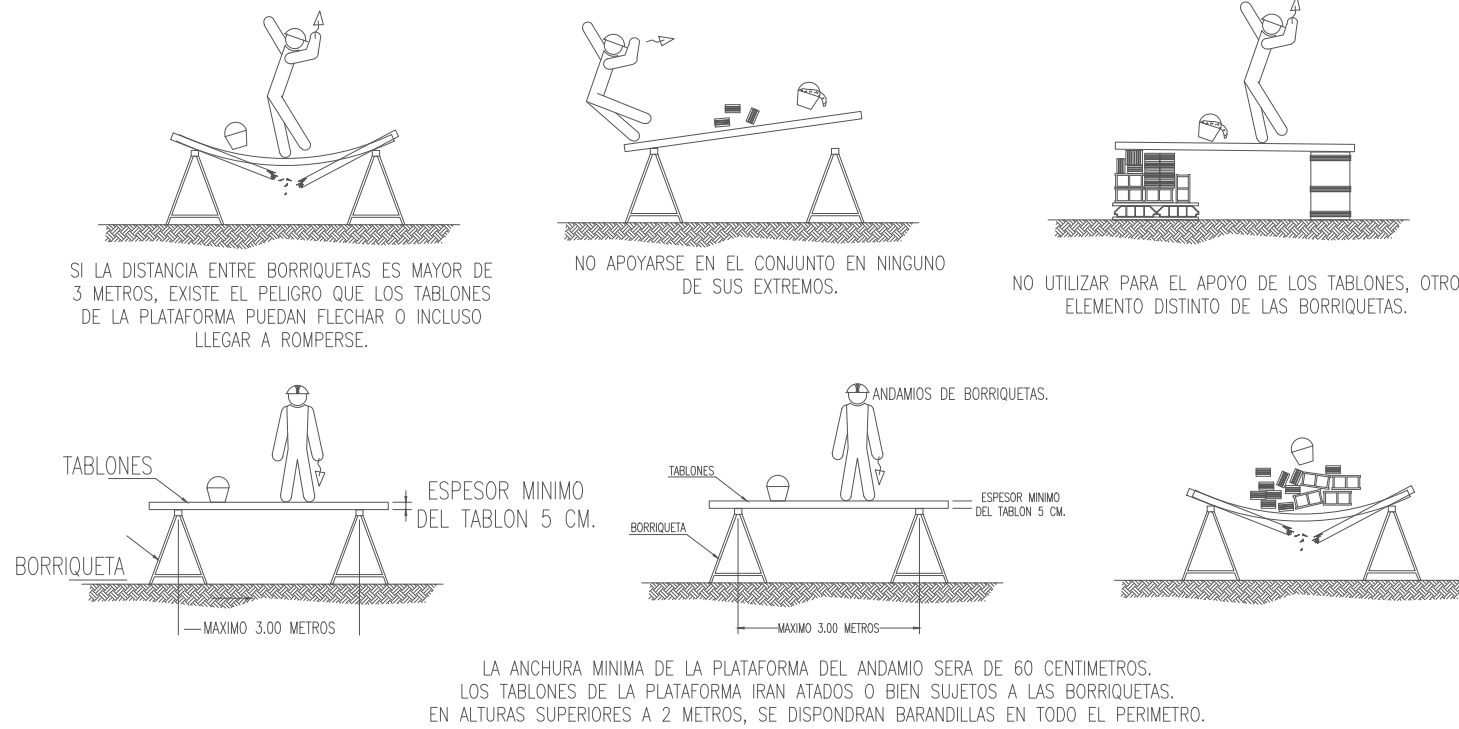 SI LA DISTANCIA ENTRE BORRIQUETAS ES MAYOR DE
3 METROS, EXISTE EL PELIGRO QUE LOS TABLONES
DE LA PLATAFORMA PUEDAN FLECHAR O INCLUSO
LLEGAR A ROMPERSE.
NO APOYARSE EN EL CONJUNTO EN NINGUNO
DE SUS EXTREMOS.
NO UTILIZAR PARA EL APOYO DE LOS TABLONES, OTRO
ELEMENTO DISTINTO DE LAS BORRIQUETAS.
TABLONES
ESPESOR MINIMO
DEL TABLON 5 CM.
BORRIQUETA
MAXIMO 3.00 METROS
ANDAMIOS DE BORRIQUETAS.
TABLONES
ESPESOR MINIMO
DEL TABLON 5 CM.
BORRIQUETA
MAXIMO 3.00 METROS
LA ANCHURA MINIMA DE LA PLATAFORMA DEL ANDAMIO SERA DE 60 CENTIMETROS.
LOS TABLONES DE LA PLATAFORMA IRAN ATADOS O BIEN SUJETOS A LAS BORRIQUETAS.
EN ALTURAS SUPERIORES A 2 METROS, SE DISPONDRAN BARANDILLAS EN TODO EL PERIMETRO.